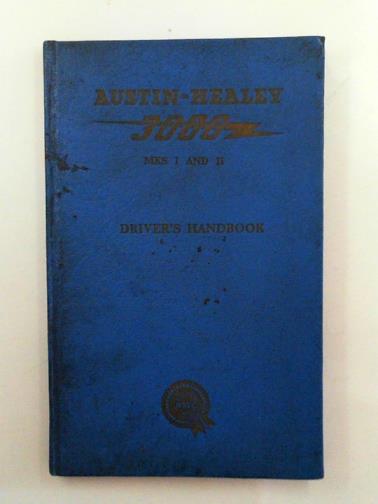 AUSTIN-HEALEY
3000
MKS I AND II
DRIVER'S HANDBOOK